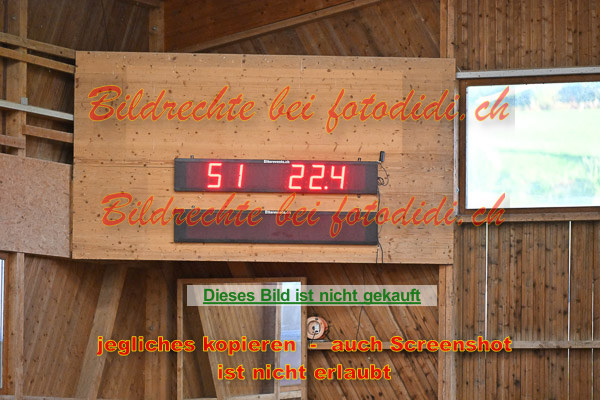 Bildrechte bei fotodidi.ch
51 22.4
Bildrechte bei fotodidi.ch
Dieses Bild ist nicht gekauft
jegliches kopieren - auch Screenshot
ist nicht erlaubt